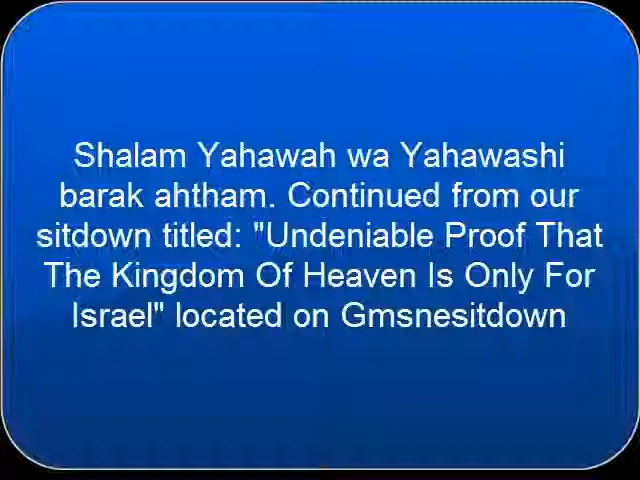 Shalam Yahawah wa Yahawashi
barak ahtham. Continued from our
sitdown titled: "Undeniable Proof That
The Kingdom Of Heaven Is Only For
Israel" located on Gmsnesitdown